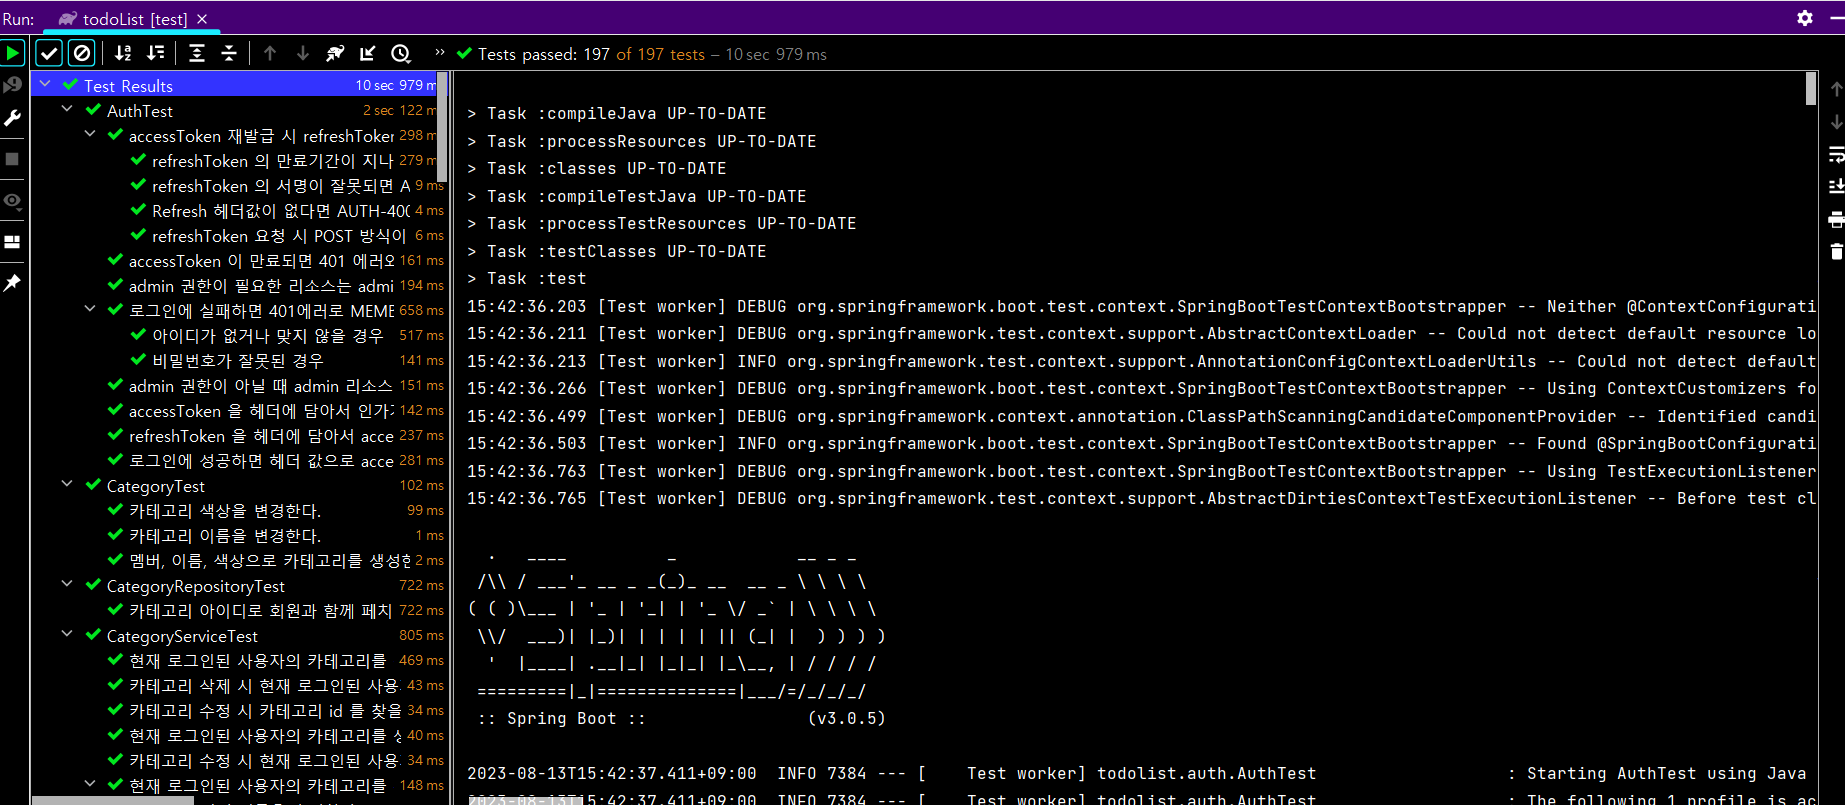 Run: todoList [test] ×
» Tests passed: 197 of 197 tests – 10 sec 979 ms
Test Results 10 sec 979 m
AuthTest 2 sec 122 m
accessToken 재발급 시 refreshToken 298 m
refreshToken 의 만료기간이 지나 279 m
refreshToken 의 서명이 잘못되면 A 9 ms
Refresh 헤더값이 없다면 AUTH-400 4 ms
refreshToken 요청 시 POST 방식이 6 ms
accessToken 이 만료되면 401 에러와 161 ms
admin 권한이 필요한 리소스는 admi 194 ms
로그인에 실패하면 401에러로 MEME 658 ms
아이디가 없거나 맞지 않을 경우 517 ms
비밀번호가 잘못된 경우 141 ms
admin 권한이 아닐 때 admin 리소스 151 ms
accessToken 을 헤더에 담아서 인가 142 ms
refreshToken 을 헤더에 담아서 acce 237 ms
로그인에 성공하면 헤더 값으로 acce 281 ms
CategoryTest 102 ms
카테고리 색상을 변경한다. 99 ms
카테고리 이름을 변경한다. 1 ms
멤버, 이름, 색상으로 카테고리를 생성한 2 ms
CategoryRepositoryTest 722 ms
카테고리 아이디로 회원과 함께 페치 722 ms
CategoryServiceTest 805 ms
현재 로그인된 사용자의 카테고리를 469 ms
카테고리 삭제 시 현재 로그인된 사용 43 ms
카테고리 수정 시 카테고리 id 를 찾을 34 ms
현재 로그인된 사용자의 카테고리를 40 ms
카테고리 수정 시 현재 로그인된 사용 34 ms
현재 로그인된 사용자의 카테고리를 148 ms
> Task :compileJava UP-TO-DATE
> Task :processResources UP-TO-DATE
> Task :classes UP-TO-DATE
> Task :compileTestJava UP-TO-DATE
> Task :processTestResources UP-TO-DATE
> Task :testClasses UP-TO-DATE
> Task :test
15:42:36.203 [Test worker] DEBUG org.springframework.boot.test.context.SpringBootTestContextBootstrapper -- Neither @ContextConfigurati
15:42:36.211 [Test worker] DEBUG org.springframework.test.context.support.AbstractContextLoader -- Could not detect default resource lo
15:42:36.213 [Test worker] INFO org.springframework.test.context.support.AnnotationConfigContextLoaderUtils -- Could not detect default
15:42:36.266 [Test worker] DEBUG org.springframework.boot.test.context.SpringBootTestContextBootstrapper -- Using ContextCustomizers fo
15:42:36.499 [Test worker] DEBUG org.springframework.context.annotation.ClassPathScanningCandidateComponentProvider -- Identified candi
15:42:36.503 [Test worker] INFO org.springframework.boot.test.context.SpringBootTestContextBootstrapper -- Found @SpringBootConfigurati
15:42:36.763 [Test worker] DEBUG org.springframework.boot.test.context.SpringBootTestContextBootstrapper -- Using TestExecutionListener
15:42:36.765 [Test worker] DEBUG org.springframework.test.context.support.AbstractDirtiesContextTestExecutionListener -- Before test cl
  .   ____          _            __ _ _
 /\\ / ___'_ __ _ _(_)_ __  __ _ \ \ \ \
( ( )\___ | '_ | '_| | '_ \/ _` | \ \ \ \
 \\/  ___)| |_)| | | | | || (_| |  ) ) ) )
  '  |____| .__|_| |_|_| |_\__, | / / / /
 =========|_|==============|___/=/_/_/_/
 :: Spring Boot ::                (v3.0.5)
2023-08-13T15:42:37.411+09:00  INFO 7384 --- [    Test worker] todolist.auth.AuthTest                   : Starting AuthTest using Java
2023-08-13T15:42:37.411+09:00  INFO 7384 --- [    Test worker] todolist.auth.AuthTest                   : The following 1 profile is ac